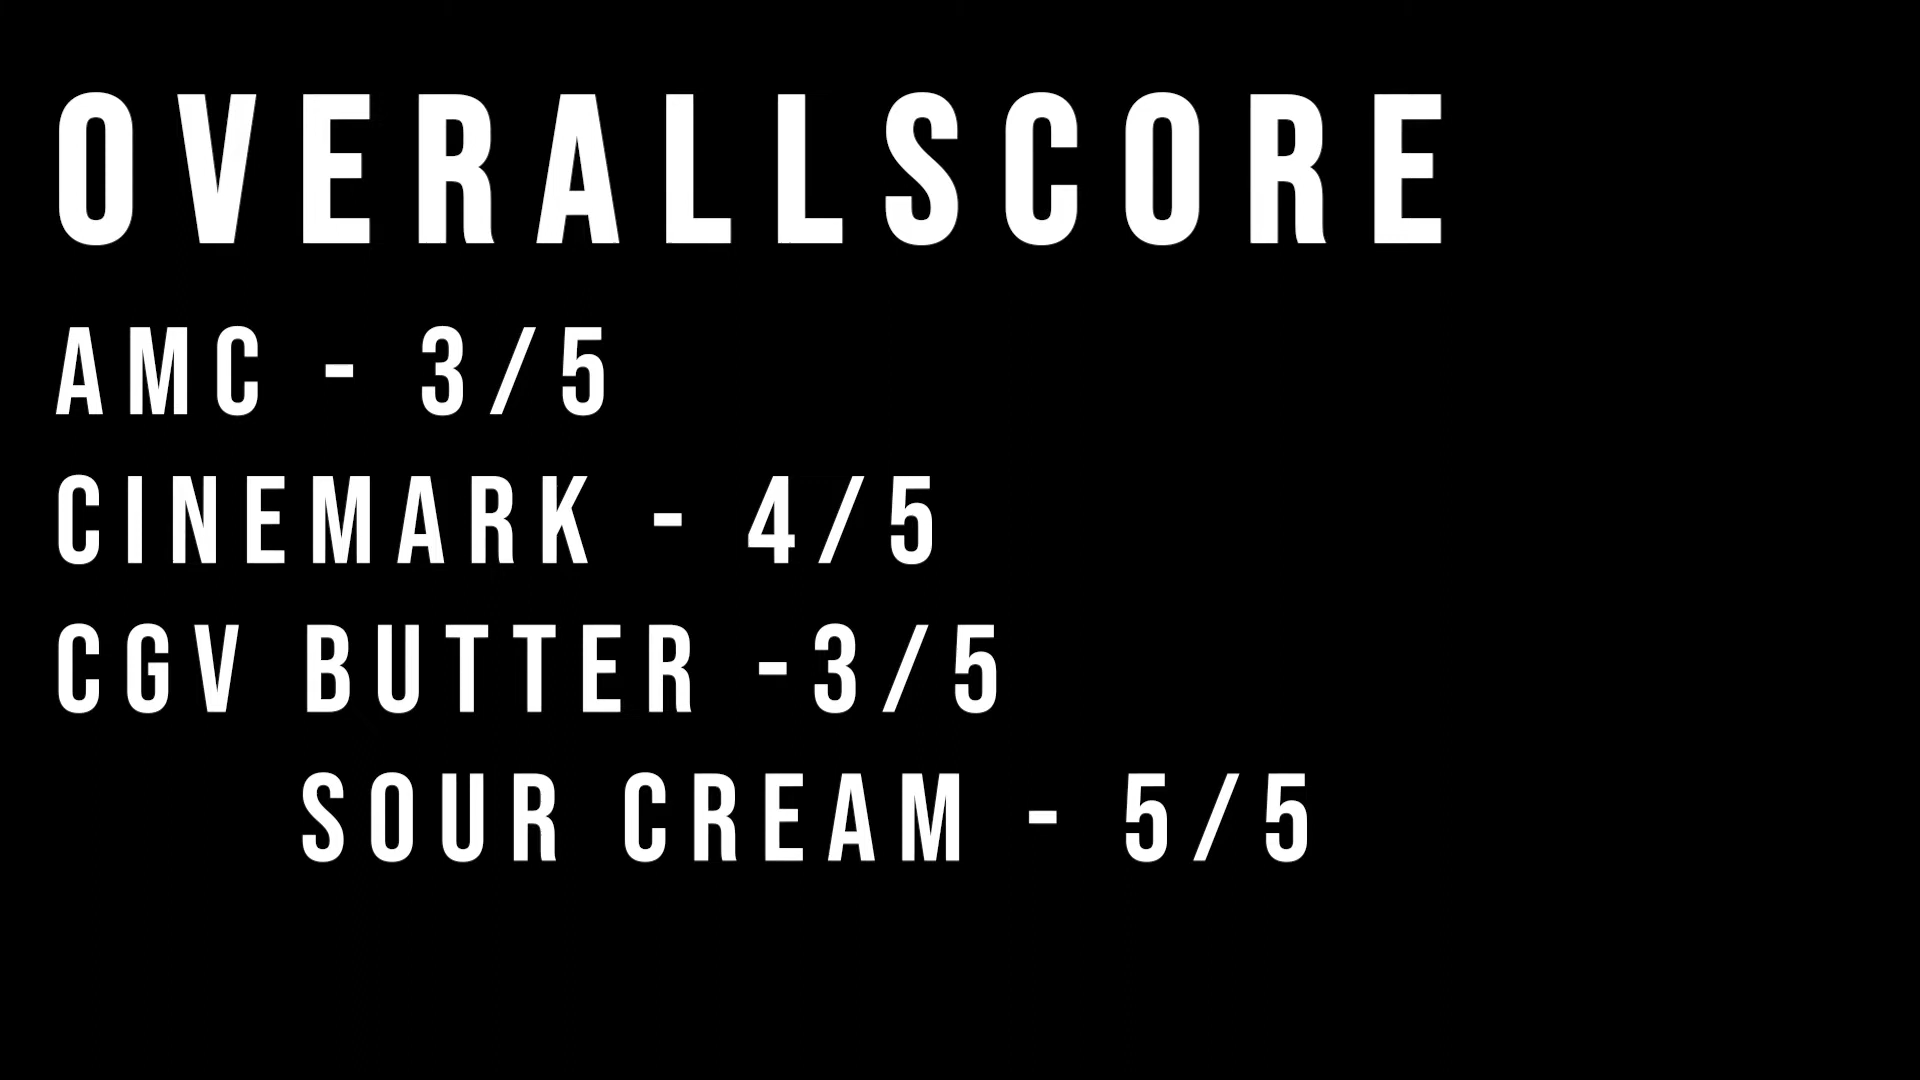 OVERALLSCORE
AMC - 3/5
CINEMARK - 4/5
CGV BUTTER -3/5
SOUR CREAM - 5/5